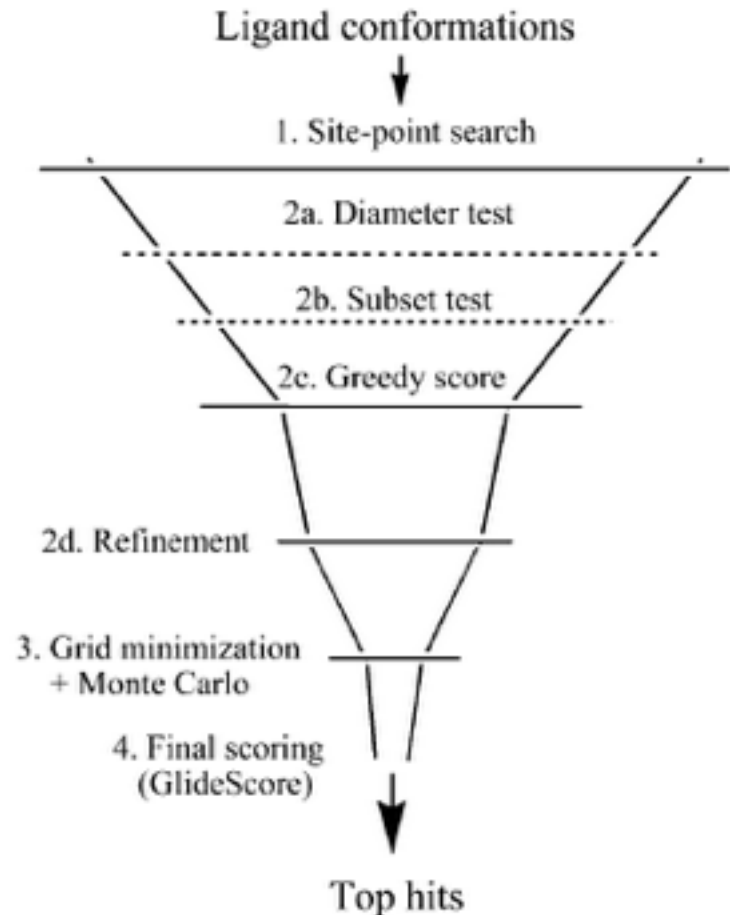 Ligand conformations
1. Site-point search
2a. Diameter test
2b. Subset test
2c. Greedy score
2d. Refinement
3. Grid minimization
+ Monte Carlo
4. Final scoring
(GlideScore)
Top hits